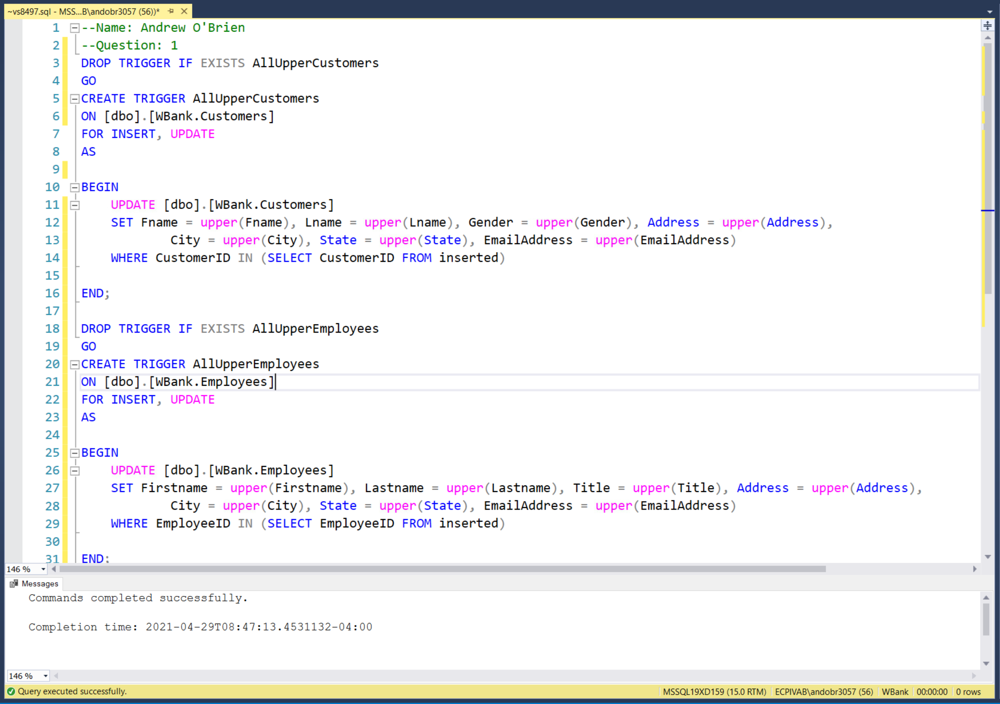 ~vs8497.sql - MSS...B\andobr3057 (56))*
1 --Name: Andrew O'Brien
2 --Question: 1
3 DROP TRIGGER IF EXISTS AllUpperCustomers
4 GO
5 CREATE TRIGGER AllUpperCustomers
6 ON [dbo].[WBank.Customers]
7 FOR INSERT, UPDATE
8 AS
9
10 BEGIN
11 UPDATE [dbo].[WBank.Customers]
12 SET Fname = upper(Fname), Lname = upper(Lname), Gender = upper(Gender), Address = upper(Address),
13 City = upper(City), State = upper(State), EmailAddress = upper(EmailAddress)
14 WHERE CustomerID IN (SELECT CustomerID FROM inserted)
15
16 END;
17
18 DROP TRIGGER IF EXISTS AllUpperEmployees
19 GO
20 CREATE TRIGGER AllUpperEmployees
21 ON [dbo].[WBank.Employees]
22 FOR INSERT, UPDATE
23 AS
24
25 BEGIN
26 UPDATE [dbo].[WBank.Employees]
27 SET Firstname = upper(Firstname), Lastname = upper(Lastname), Title = upper(Title), Address = upper(Address),
28 City = upper(City), State = upper(State), EmailAddress = upper(EmailAddress)
29 WHERE EmployeeID IN (SELECT EmployeeID FROM inserted)
30
31 END;
146 %
Messages
Commands completed successfully.
Completion time: 2021-04-29T08:47:13.4531132-04:00
146 %
Query executed successfully. MSSQL19XD159 (15.0 RTM) ECPIVAB\andobr3057 (56) WBank 00:00:00 0 rows